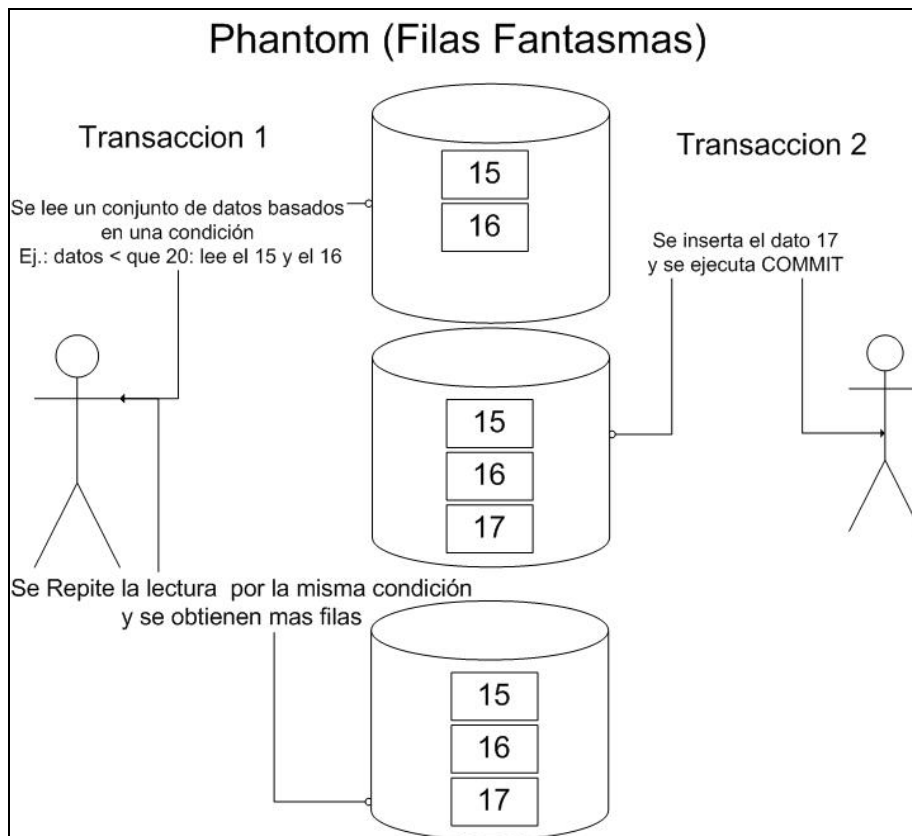 Phantom (Filas Fantasmas)
Transaccion 1
Transaccion 2
15
16
Se lee un conjunto de datos basados
en una condición
Ej.: datos < que 20: lee el 15 y el 16
Se inserta el dato 17
y se ejecuta COMMIT
15
16
17
Se Repite la lectura por la misma condición
y se obtienen mas filas
15
16
17